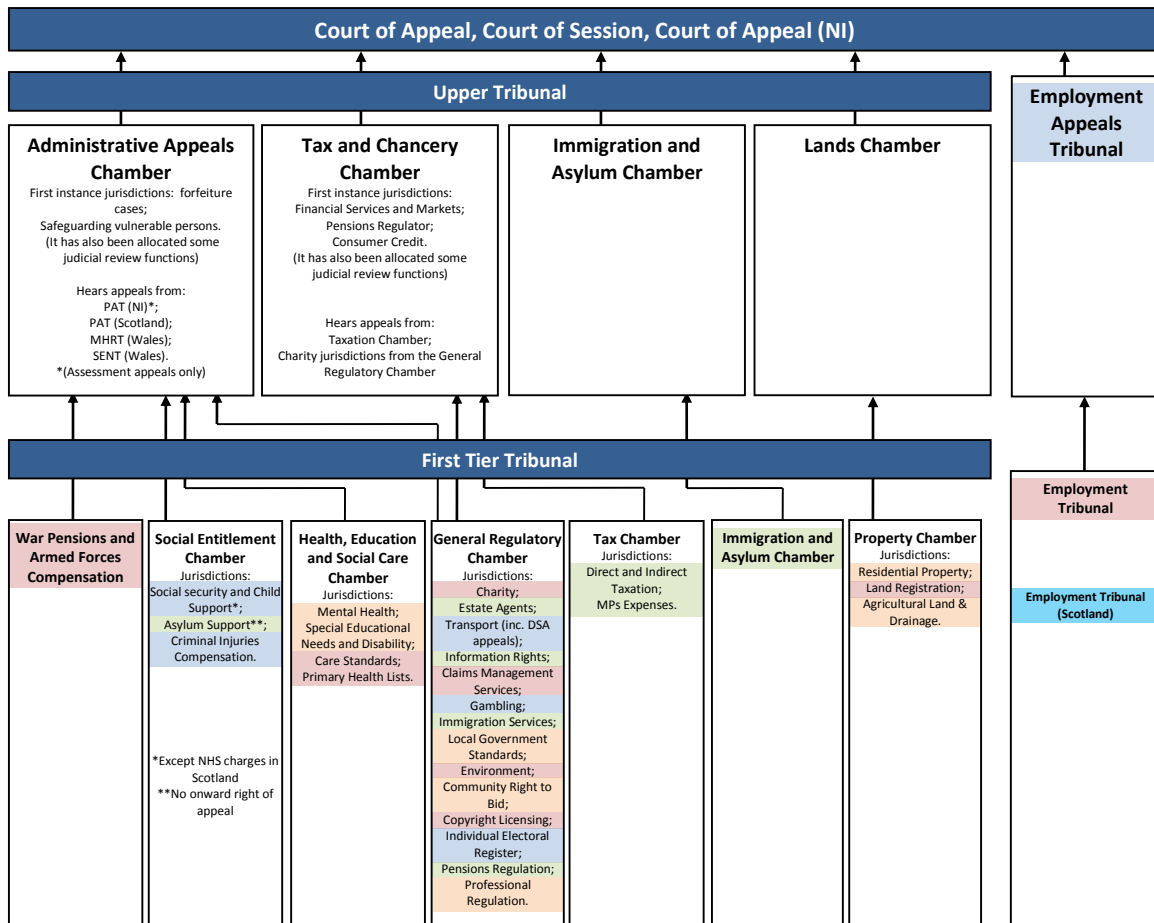 Court of Appeal, Court of Session, Court of Appeal (NI)
Upper Tribunal
Administrative Appeals
Chamber
First instance jurisdictions: forfeiture
cases;
Safeguarding vulnerable persons.
(It has also been allocated some
judicial review functions)
Hears appeals from:
PAT (NI)*;
PAT (Scotland);
MHRT (Wales);
SENT (Wales).
*(Assessment appeals only)
Tax and Chancery
Chamber
First instance jurisdictions:
Financial Services and Markets;
Pensions Regulator;
Consumer Credit.
(It has also been allocated some
judicial review functions)
Hears appeals from:
Taxation Chamber;
Charity jurisdictions from the General
Regulatory Chamber
Immigration and
Asylum Chamber
Lands Chamber
Employment
Appeals
Tribunal
First Tier Tribunal
War Pensions and
Armed Forces
Compensation
Social Entitlement
Chamber
Jurisdictions:
Social security and Child
Support*;
Asylum Support**;
Criminal Injuries
Compensation.
*Except NHS charges in
Scotland
**No onward right of
appeal
Health, Education
and Social Care
Chamber
Jurisdictions:
Mental Health;
Special Educational
Needs and Disability;
Care Standards;
Primary Health Lists.
General Regulatory
Chamber
Jurisdictions:
Charity;
Estate Agents;
Transport (inc. DSA
appeals);
Information Rights;
Claims Management
Services;
Gambling;
Immigration Services;
Local Government
Standards;
Environment;
Community Right to
Bid;
Copyright Licensing;
Individual Electoral
Register;
Pensions Regulation;
Professional
Regulation.
Tax Chamber
Jurisdictions:
Direct and Indirect
Taxation;
MPs Expenses.
Immigration and
Asylum Chamber
Property Chamber
Jurisdictions:
Residential Property;
Land Registration;
Agricultural Land &
Drainage.
Employment
Tribunal
Employment Tribunal
(Scotland)